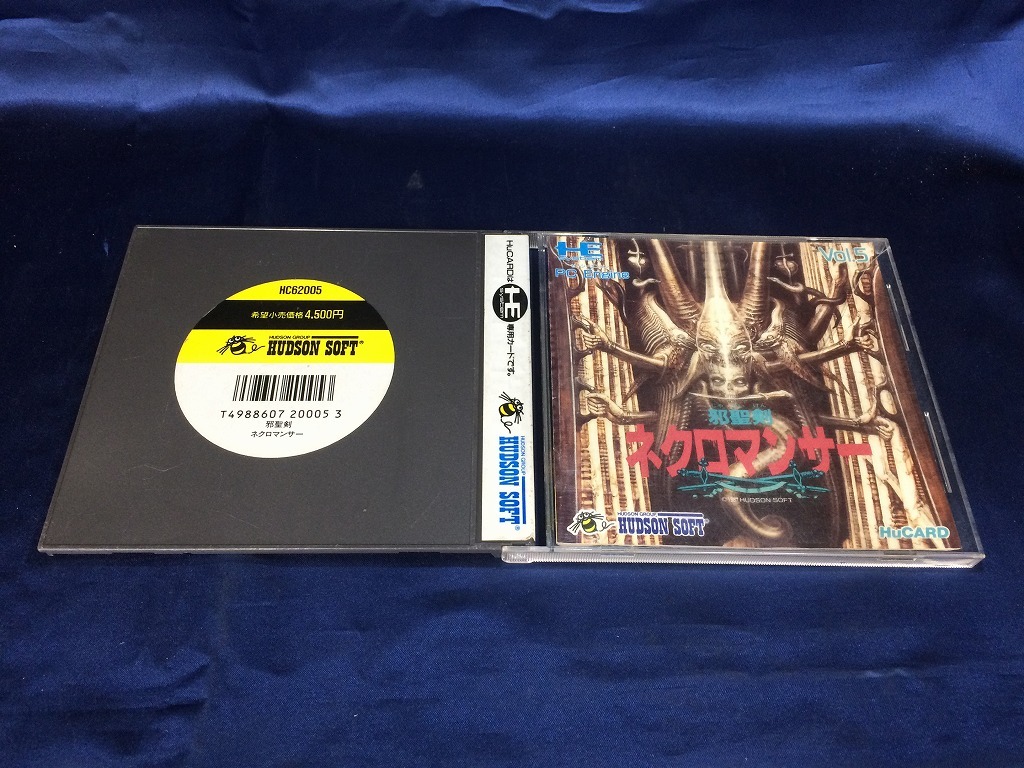 HC62005
希望小売価格4,500円
HUDSON GROUP
HUDSON SOFT®
T4988607 20005 3
邪聖剣
ネクロマンサー
HuCARDは
HE
SYSTEM
専用カードです。
HUDSON GROUP
HUDSON SOFT®
HE
PC Engine
Vol.5
邪聖剣
ネクロマンサー
HUDSON SOFT
HUDSON GROUP
HUDSON SOFT
HuCARD